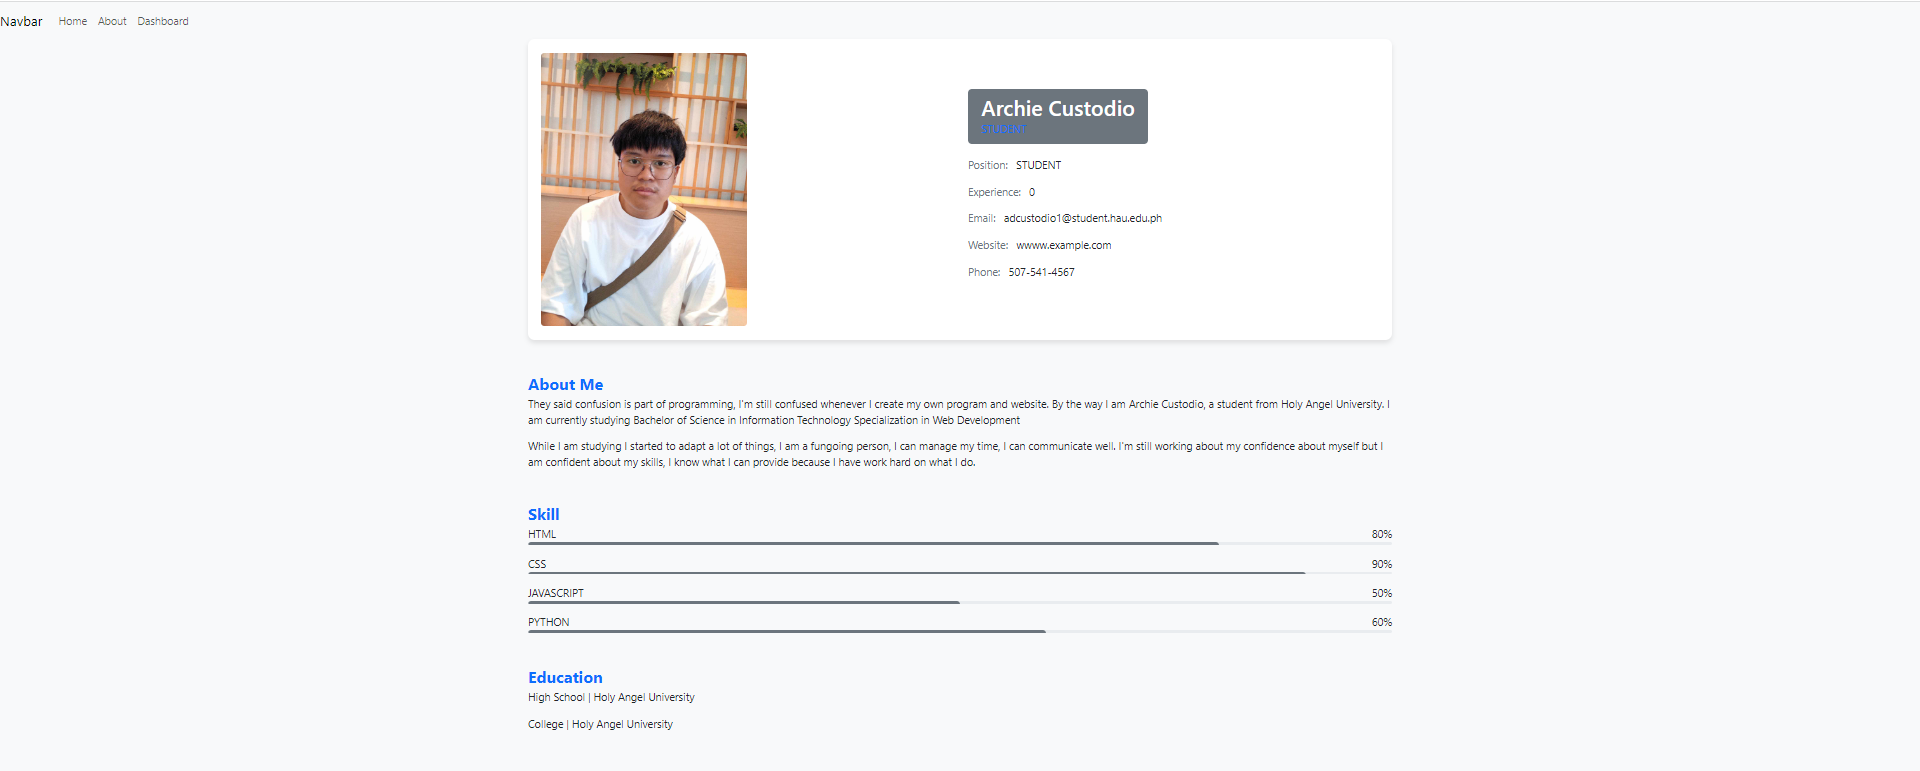 Navbar Home About Dashboard
Archie Custodio
STUDENT
Position: STUDENT
Experience: 0
Email: adcustodio1@student.hau.edu.ph
Website: wwww.example.com
Phone: 507-541-4567
About Me
They said confusion is part of programming, I'm still confused whenever I create my own program and website. By the way I am Archie Custodio, a student from Holy Angel University. I
am currently studying Bachelor of Science in Information Technology Specialization in Web Development
While I am studying I started to adapt a lot of things, I am a fungoing person, I can manage my time, I can communicate well. I'm still working about my confidence about myself but I
am confident about my skills, I know what I can provide because I have work hard on what I do.
Skill
HTML 80%
CSS 90%
JAVASCRIPT 50%
PYTHON 60%
Education
High School | Holy Angel University
College | Holy Angel University